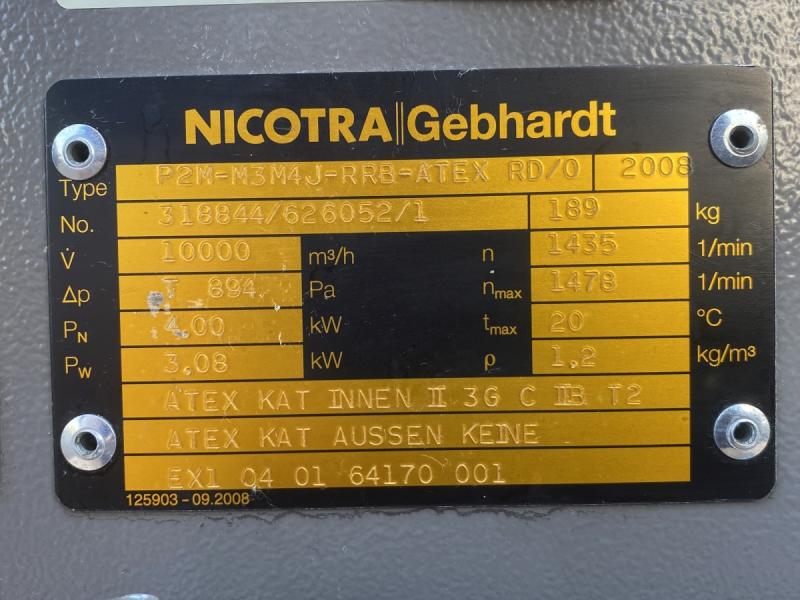 NICOTRA||Gebhardt
Type P2M-M3M4J-RRB-ATEX RD/0 2008
No. 318844/626052/1 189 kg
V̇ 10000 m³/h n 1435 1/min
Δp T 894 Pa nmax 1478 1/min
PN 4,00 kW tmax 20 °C
PW 3,08 kW ρ 1,2 kg/m³
ATEX KAT INNEN II 3G C IIB T2
ATEX KAT AUSSEN KEINE
EX1 04 01 64170 001
125903-09.2008